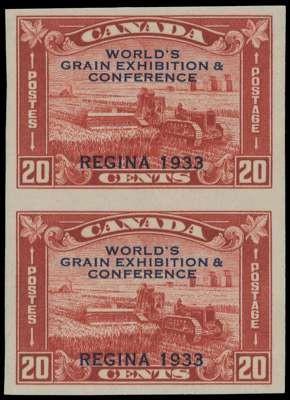 CANADA
WORLD'S
GRAIN EXHIBITION &
CONFERENCE
POSTES
POSTAGE
REGINA 1933
20 CENTS 20
CANADA
WORLD'S
GRAIN EXHIBITION &
CONFERENCE
POSTES
POSTAGE
REGINA 1933
20 CENTS 20